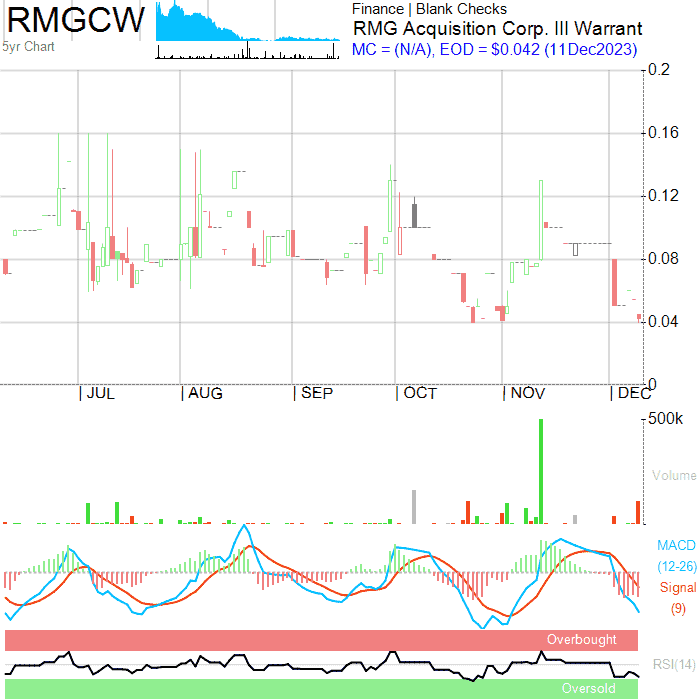 RMGCW
5yr Chart
Finance | Blank Checks
RMG Acquisition Corp. III Warrant
MC = (N/A), EOD = $0.042 (11Dec2023)
0.2
0.16
0.12
0.08
0.04
0
JUL
AUG
SEP
OCT
NOV
DEC
500k
Volume
MACD
(12-26)
Signal
(9)
Overbought
RSI(14)
Oversold